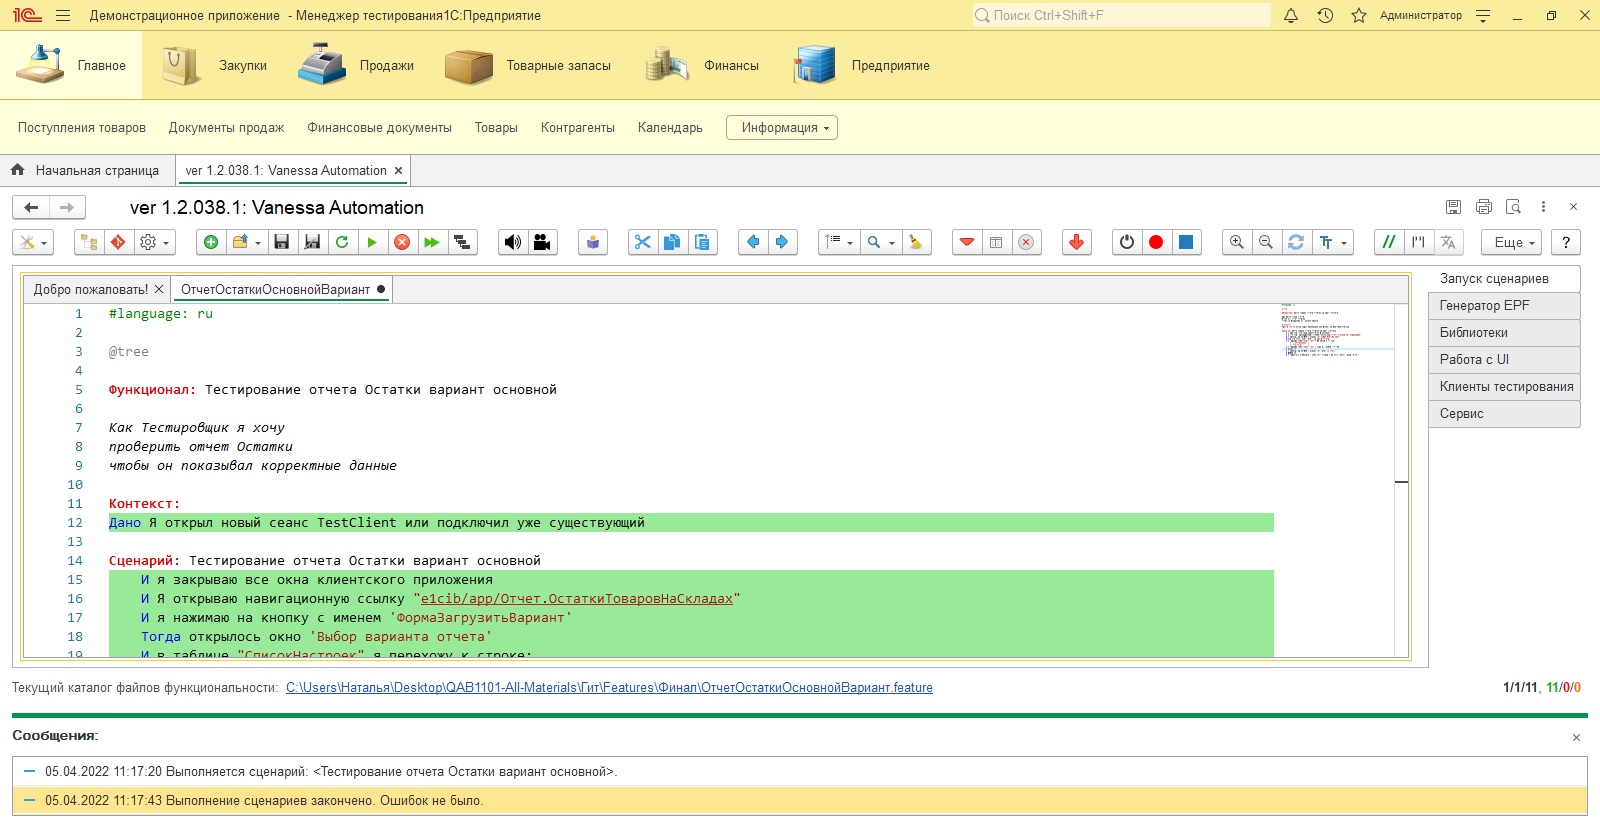 Демонстрационное приложение - Менеджер тестирования1С:Предприятие
Поиск Ctrl+Shift+F
Администратор
Главное
Закупки
Продажи
Товарные запасы
Финансы
Предприятие
Поступления товаров
Документы продаж
Финансовые документы
Товары
Контрагенты
Календарь
Информация
Начальная страница
ver 1.2.038.1: Vanessa Automation
ver 1.2.038.1: Vanessa Automation
Еще
?
Добро пожаловать!
ОтчетОстаткиОсновнойВариант
1 #language: ru
2
3 @tree
4
5 Функционал: Тестирование отчета Остатки вариант основной
6
7 Как Тестировщик я хочу
8 проверить отчет Остатки
9 чтобы он показывал корректные данные
10
11 Контекст:
12 Дано Я открыл новый сеанс TestClient или подключил уже существующий
13
14 Сценарий: Тестирование отчета Остатки вариант основной
15 И я закрываю все окна клиентского приложения
16 И Я открываю навигационную ссылку "e1cib/app/Отчет.ОстаткиТоваровНаСкладах"
17 И я нажимаю на кнопку с именем 'ФормаЗагрузитьВариант'
18 Тогда открылось окно 'Выбор варианта отчета'
19 И в таблице "СписокНастроек" я перехожу к строке:
Запуск сценариев
Генератор EPF
Библиотеки
Работа с UI
Клиенты тестирования
Сервис
Текущий каталог файлов функциональности: C:\Users\Наталья\Desktop\QAB1101-All-Materials\Гит\Features\Финал\ОтчетОстаткиОсновнойВариант.feature
1/1/11, 11/0/0
Сообщения:
05.04.2022 11:17:20 Выполняется сценарий: <Тестирование отчета Остатки вариант основной>.
05.04.2022 11:17:43 Выполнение сценариев закончено. Ошибок не было.